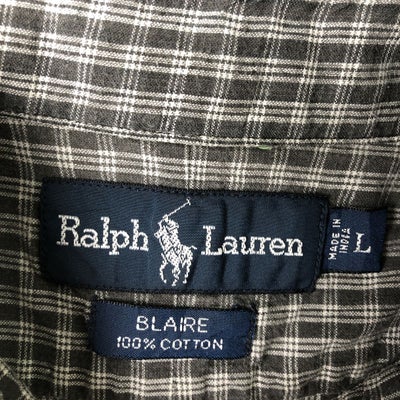 Ralph Lauren
MADE IN
INDIA
L
BLAIRE
100% COTTON